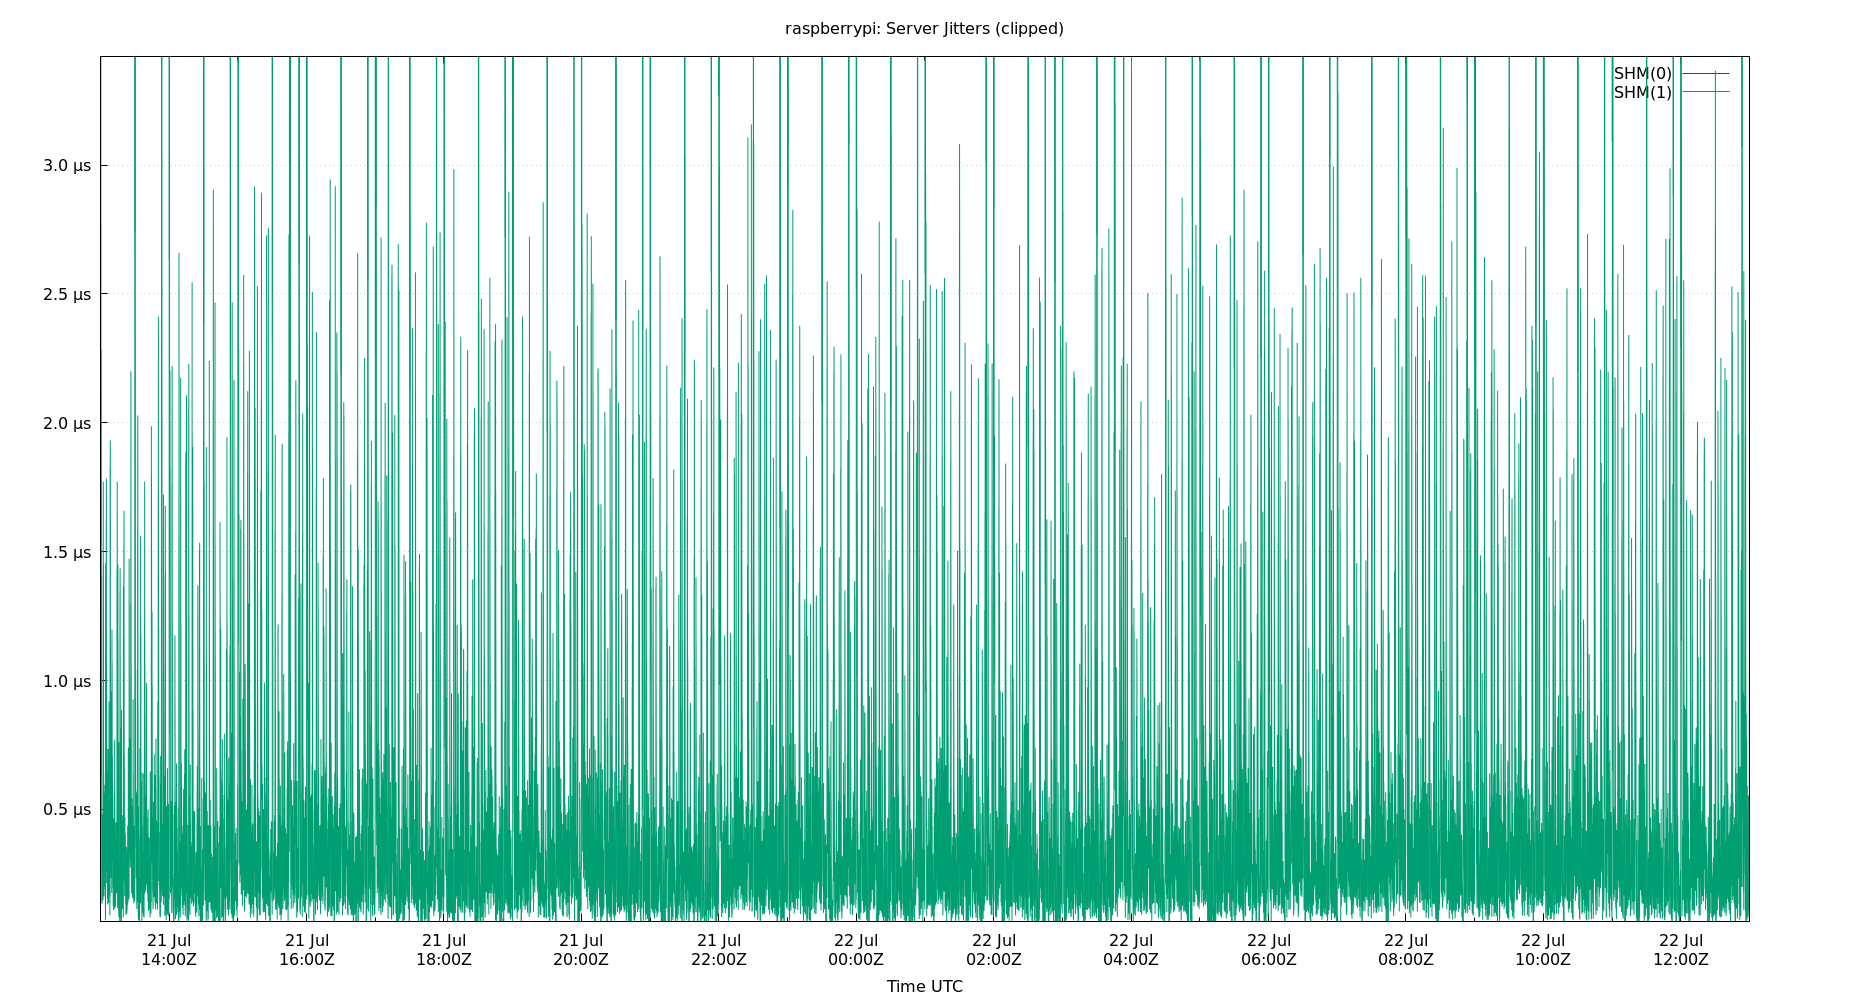 raspberrypi: Server Jitters (clipped)
SHM(0)
SHM(1)
3.0 µs
2.5 µs
2.0 µs
1.5 µs
1.0 µs
0.5 µs
21 Jul 21 Jul 21 Jul 21 Jul 21 Jul 22 Jul 22 Jul 22 Jul 22 Jul 22 Jul 22 Jul 22 Jul
14:00Z 16:00Z 18:00Z 20:00Z 22:00Z 00:00Z 02:00Z 04:00Z 06:00Z 08:00Z 10:00Z 12:00Z
Time UTC